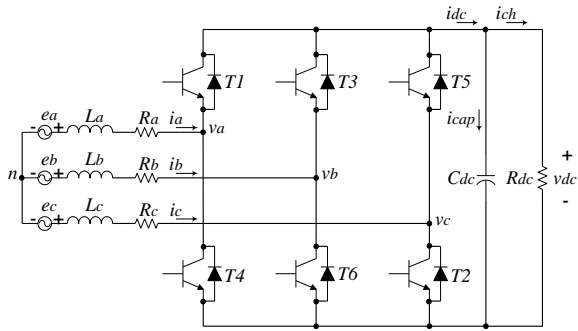 idc ich
T1 T3 T5
ea La Ra ia va
icap
n eb Lb Rb ib vb
Cdc Rdc + vdc -
ec Lc Rc ic vc
T4 T6 T2
- + - + - +